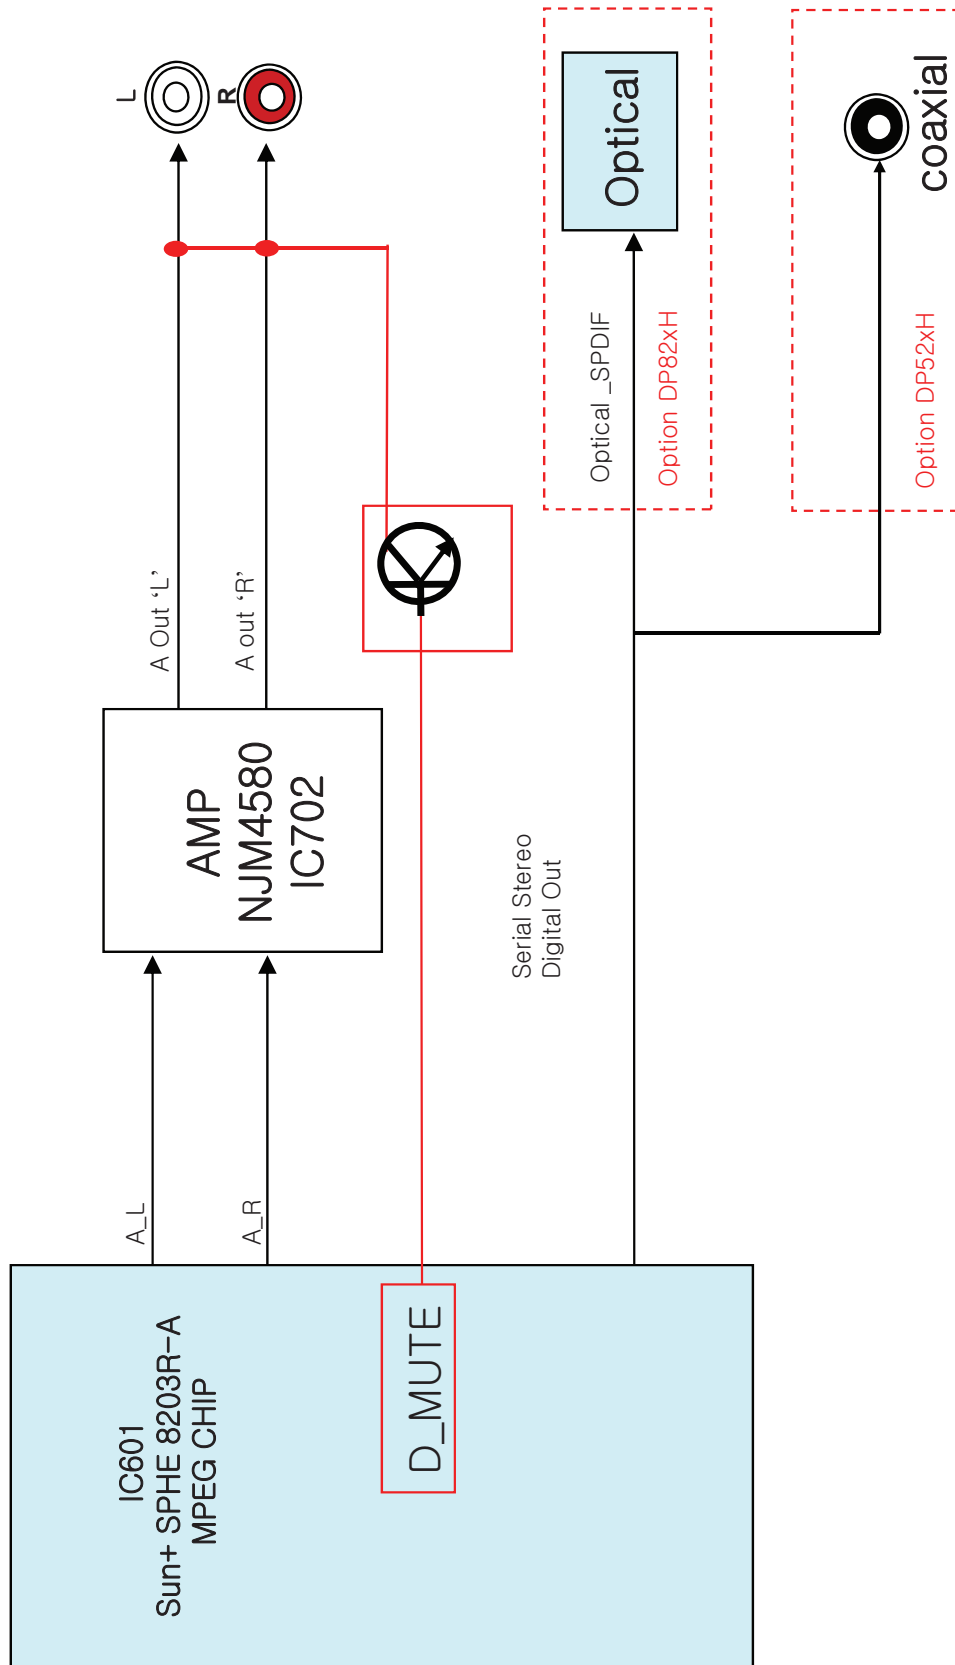 IC601
Sun+ SPHE 8203R-A
MPEG CHIP
D_MUTE
A_L
A_R
AMP
NJM4580
IC702
A Out ‘L’
A out ‘R’
L
R
Serial Stereo
Digital Out
Optical _SPDIF
Option DP82xH
Optical
Option DP52xH
coaxial